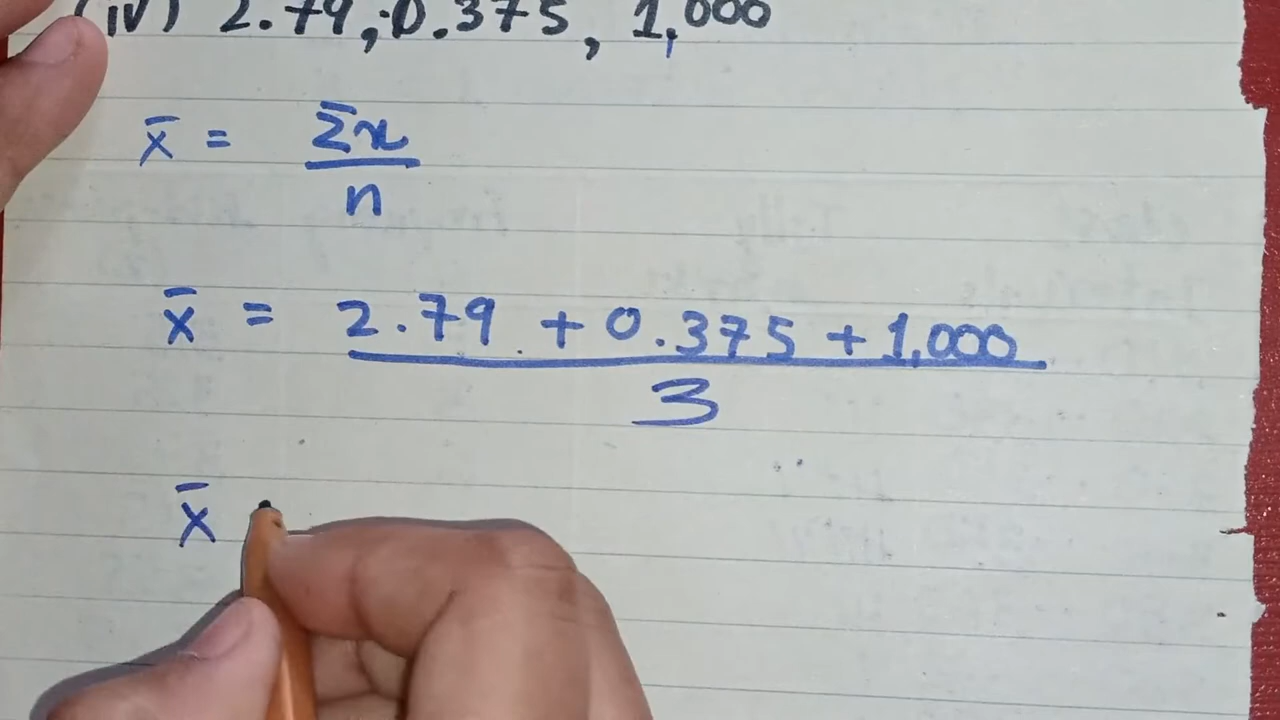 (iv) 2.79, 0.375, 1,000
x̄ = Σx
n
x̄ = 2.79 + 0.375 + 1,000
3
x̄